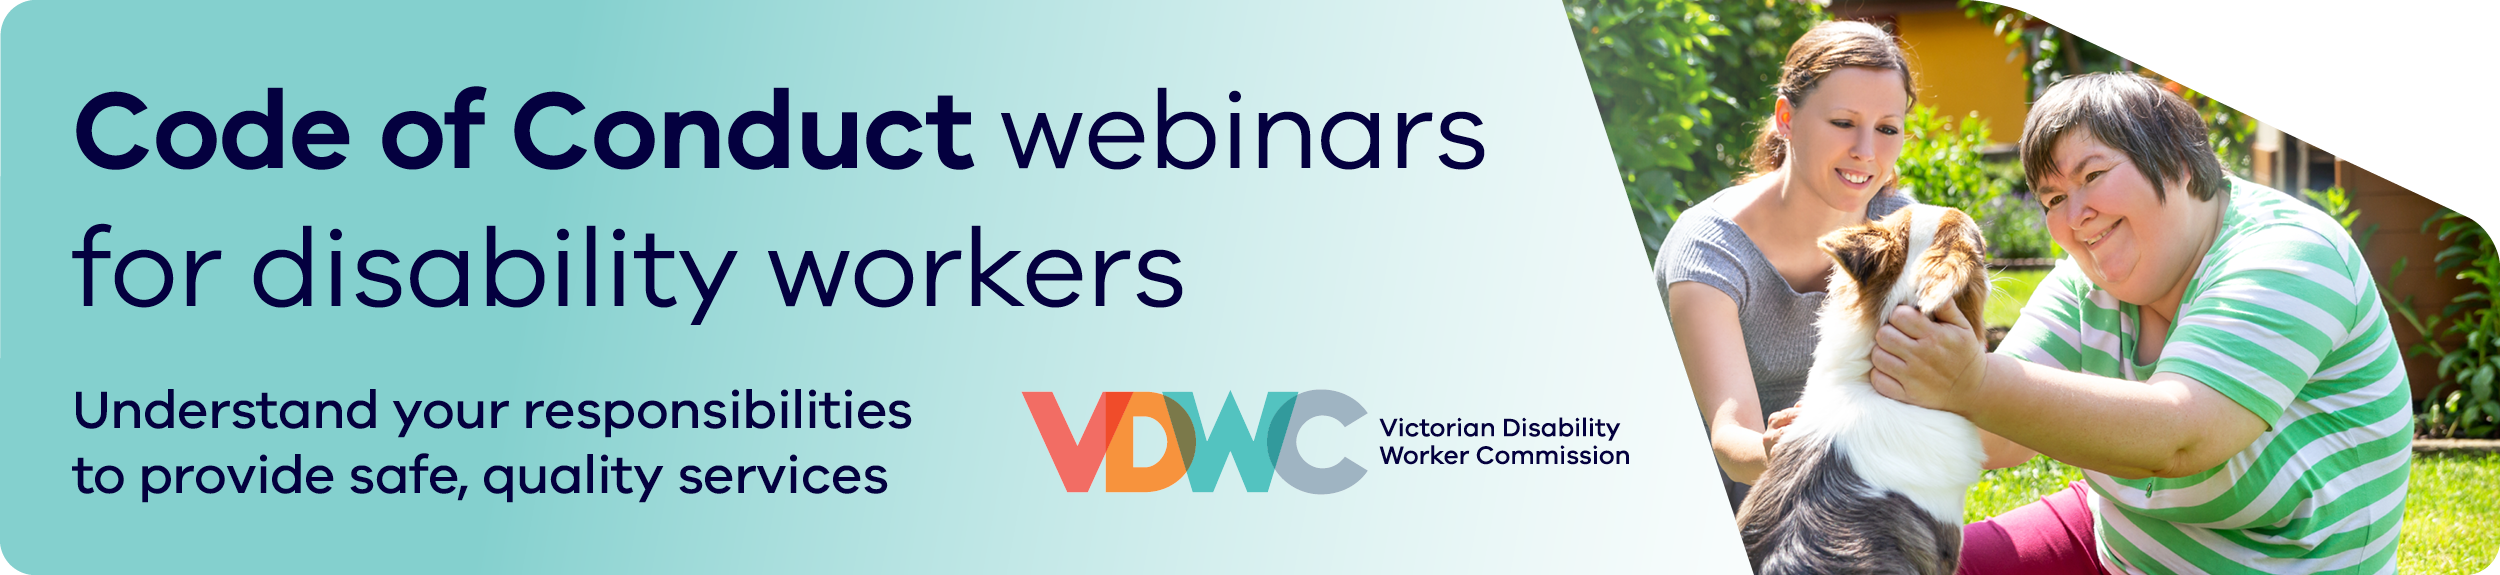 Code of Conduct webinars
for disability workers
Understand your responsibilities
to provide safe, quality services
VDWC
Victorian Disability
Worker Commission